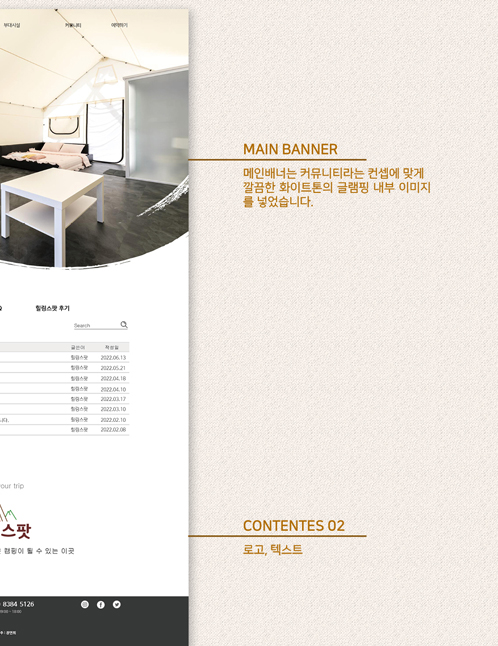 부대시설 커뮤니티 예약하기
MAIN BANNER
메인배너는 커뮤니티라는 컨셉에 맞게
깔끔한 화이트톤의 글램핑 내부 이미지
를 넣었습니다.
힐링스팟 후기
Search
글쓴이 작성일
힐링스팟 2022.06.13
힐링스팟 2022.05.21
힐링스팟 2022.04.18
힐링스팟 2022.04.10
힐링스팟 2022.03.17
힐링스팟 2022.03.10
니다. 힐링스팟 2022.02.10
힐링스팟 2022.02.08
your trip
스팟
캠핑이 될 수 있는 이곳
CONTENTES 02
로고, 텍스트
8384 5126